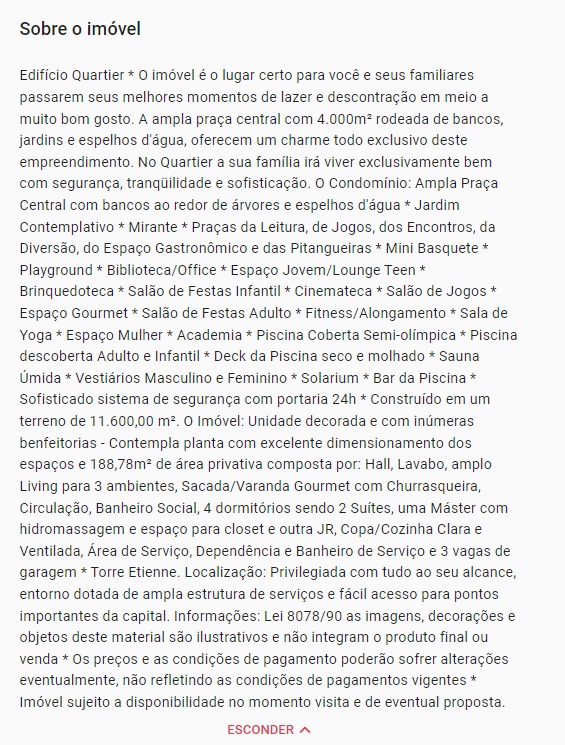 Sobre o imóvel
Edifício Quartier * O imóvel é o lugar certo para você e seus familiares
passarem seus melhores momentos de lazer e descontração em meio a
muito bom gosto. A ampla praça central com 4.000m² rodeada de bancos,
jardins e espelhos d'água, oferecem um charme todo exclusivo deste
empreendimento. No Quartier a sua família irá viver exclusivamente bem
com segurança, tranqüilidade e sofisticação. O Condomínio: Ampla Praça
Central com bancos ao redor de árvores e espelhos d'água * Jardim
Contemplativo * Mirante * Praças da Leitura, de Jogos, dos Encontros, da
Diversão, do Espaço Gastronômico e das Pitangueiras * Mini Basquete *
Playground * Biblioteca/Office * Espaço Jovem/Lounge Teen *
Brinquedoteca * Salão de Festas Infantil * Cinemateca * Salão de Jogos *
Espaço Gourmet * Salão de Festas Adulto * Fitness/Alongamento * Sala de
Yoga * Espaço Mulher * Academia * Piscina Coberta Semi-olímpica * Piscina
descoberta Adulto e Infantil * Deck da Piscina seco e molhado * Sauna
Úmida * Vestiários Masculino e Feminino * Solarium * Bar da Piscina *
Sofisticado sistema de segurança com portaria 24h * Construído em um
terreno de 11.600,00 m². O Imóvel: Unidade decorada e com inúmeras
benfeitorias - Contempla planta com excelente dimensionamento dos
espaços e 188,78m² de área privativa composta por: Hall, Lavabo, amplo
Living para 3 ambientes, Sacada/Varanda Gourmet com Churrasqueira,
Circulação, Banheiro Social, 4 dormitórios sendo 2 Suítes, uma Máster com
hidromassagem e espaço para closet e outra JR, Copa/Cozinha Clara e
Ventilada, Área de Serviço, Dependência e Banheiro de Serviço e 3 vagas de
garagem * Torre Etienne. Localização: Privilegiada com tudo ao seu alcance,
entorno dotada de ampla estrutura de serviços e fácil acesso para pontos
importantes da capital. Informações: Lei 8078/90 as imagens, decorações e
objetos deste material são ilustrativos e não integram o produto final ou
venda * Os preços e as condições de pagamento poderão sofrer alterações
eventualmente, não refletindo as condições de pagamentos vigentes *
Imóvel sujeito a disponibilidade no momento visita e de eventual proposta.
ESCONDER